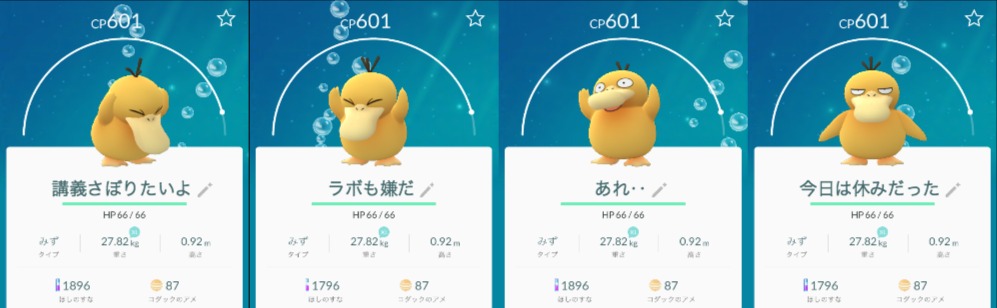 CP601
講義さぼりたいよ
HP 66 / 66
みず
タイプ
27.82 kg
重さ
0.92 m
高さ
1896
ほしのすな
87
コダックのアメ
CP601
ラボも嫌だ
HP 66 / 66
みず
タイプ
27.82 kg
重さ
0.92 m
高さ
1796
ほしのすな
87
コダックのアメ
CP601
あれ‥
HP 66 / 66
みず
タイプ
27.82 kg
重さ
0.92 m
高さ
1896
ほしのすな
87
コダックのアメ
CP601
今日は休みだった
HP 66 / 66
みず
タイプ
27.82 kg
重さ
0.92 m
高さ
1796
ほしのすな
87
コダックのアメ